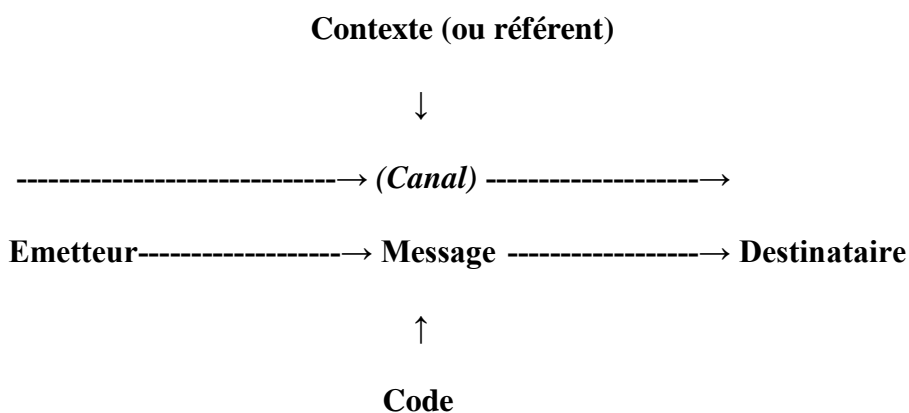 Contexte (ou référent)
↓
------------------------------→ (Canal) --------------------→
Emetteur-------------------→ Message ------------------→ Destinataire
↑
Code